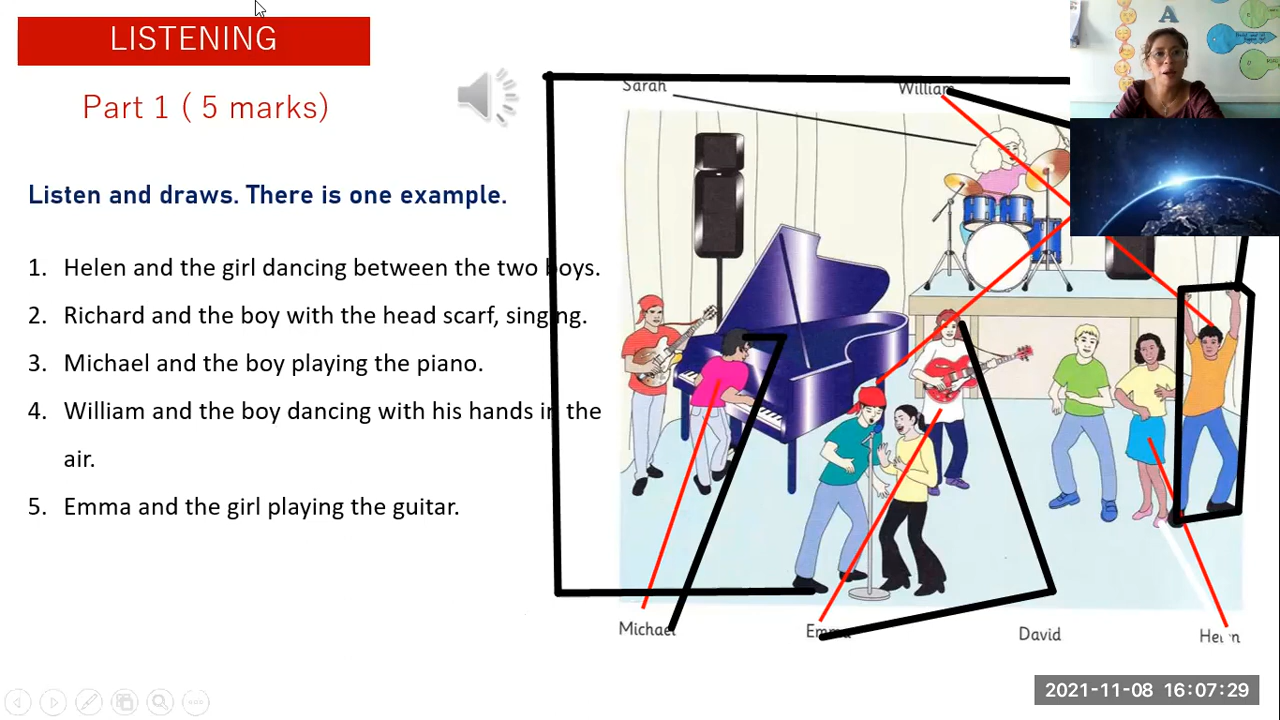 LISTENING
Part 1 ( 5 marks)
Listen and draws. There is one example.
1. Helen and the girl dancing between the two boys.
2. Richard and the boy with the head scarf, singing.
3. Michael and the boy playing the piano.
4. William and the boy dancing with his hands in the
air.
5. Emma and the girl playing the guitar.
Sarah
William
A
Michael
Emma
David
Helen
2021-11-08 16:07:29